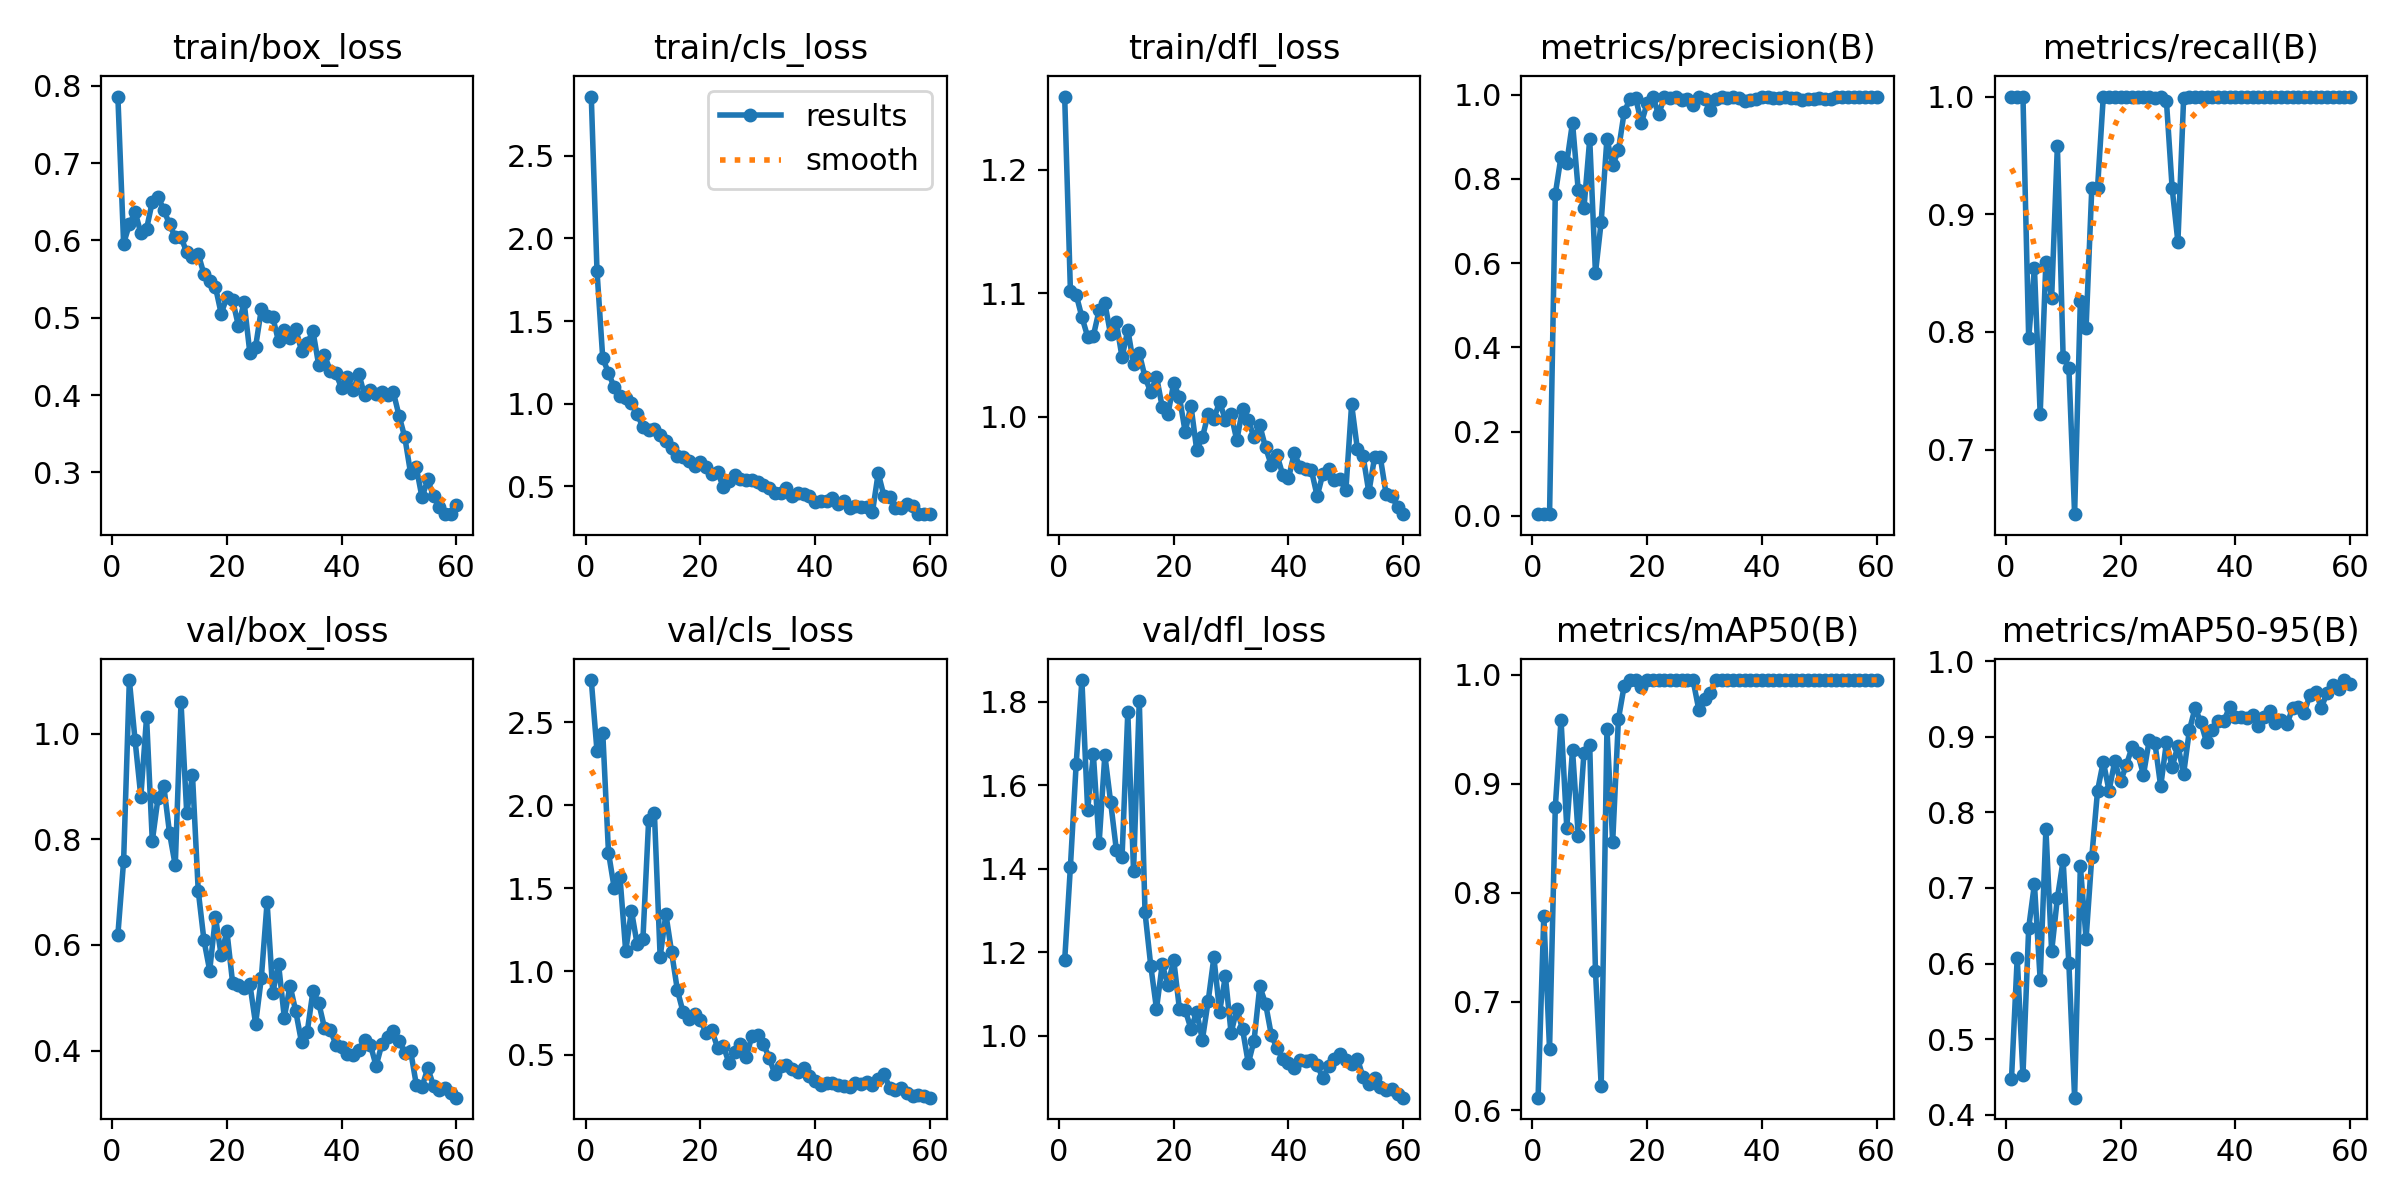 train/box_loss
0.8
0.7
0.6
0.5
0.4
0.3
0 20 40 60
train/cls_loss
results
smooth
2.5
2.0
1.5
1.0
0.5
0 20 40 60
train/dfl_loss
1.2
1.1
1.0
0 20 40 60
metrics/precision(B)
1.0
0.8
0.6
0.4
0.2
0.0
0 20 40 60
metrics/recall(B)
1.0
0.9
0.8
0.7
0 20 40 60
val/box_loss
1.0
0.8
0.6
0.4
0 20 40 60
val/cls_loss
2.5
2.0
1.5
1.0
0.5
0 20 40 60
val/dfl_loss
1.8
1.6
1.4
1.2
1.0
0 20 40 60
metrics/mAP50(B)
1.0
0.9
0.8
0.7
0.6
0 20 40 60
metrics/mAP50-95(B)
1.0
0.9
0.8
0.7
0.6
0.5
0.4
0 20 40 60